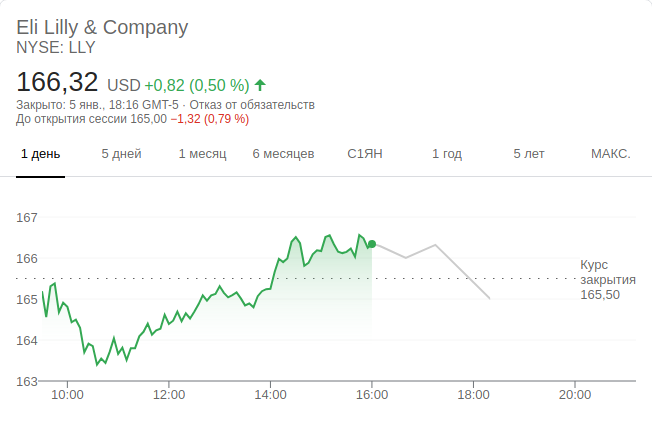 Eli Lilly & Company
NYSE: LLY
166,32 USD +0,82 (0,50 %)
Закрыто: 5 янв., 18:16 GMT-5 · Отказ от обязательств
До открытия сессии 165,00 −1,32 (0,79 %)
1 день 5 дней 1 месяц 6 месяцев С1ЯН 1 год 5 лет МАКС.
167
166
Курс
закрытия
165,50
165
164
163
10:00 12:00 14:00 16:00 18:00 20:00